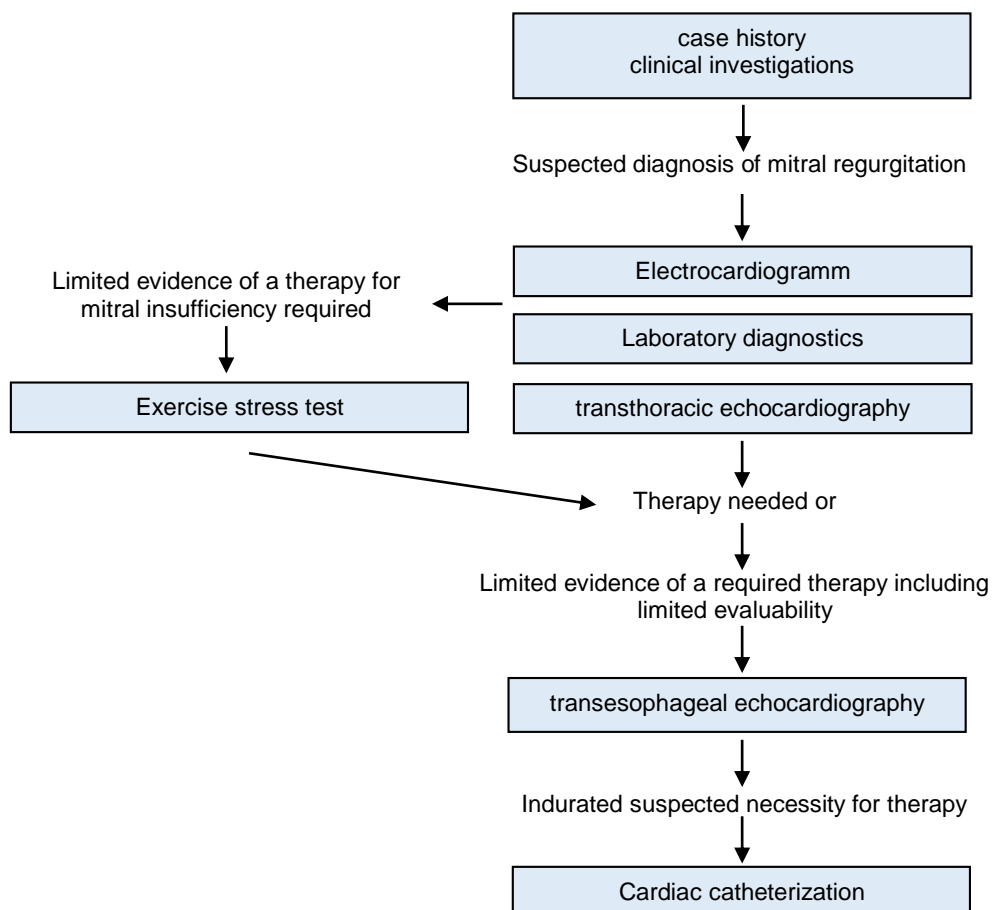 case history
clinical investigations
Suspected diagnosis of mitral regurgitation
Electrocardiogramm
Limited evidence of a therapy for
mitral insufficiency required
Laboratory diagnostics
Exercise stress test
transthoracic echocardiography
Therapy needed or
Limited evidence of a required therapy including
limited evaluability
transesophageal echocardiography
Indurated suspected necessity for therapy
Cardiac catheterization